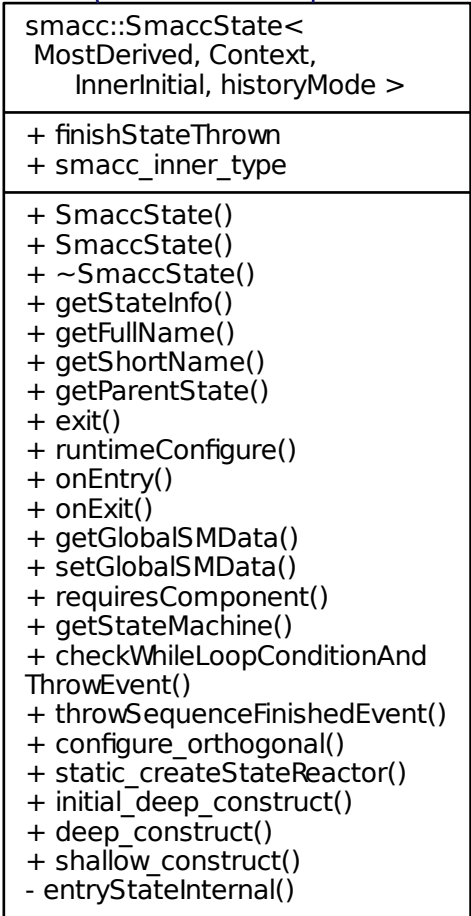 smacc::SmaccState<
MostDerived, Context,
InnerInitial, historyMode >
+ finishStateThrown
+ smacc_inner_type
+ SmaccState()
+ SmaccState()
+ ~SmaccState()
+ getStateInfo()
+ getFullName()
+ getShortName()
+ getParentState()
+ exit()
+ runtimeConfigure()
+ onEntry()
+ onExit()
+ getGlobalSMData()
+ setGlobalSMData()
+ requiresComponent()
+ getStateMachine()
+ checkWhileLoopConditionAnd
ThrowEvent()
+ throwSequenceFinishedEvent()
+ configure_orthogonal()
+ static_createStateReactor()
+ initial_deep_construct()
+ deep_construct()
+ shallow_construct()
- entryStateInternal()